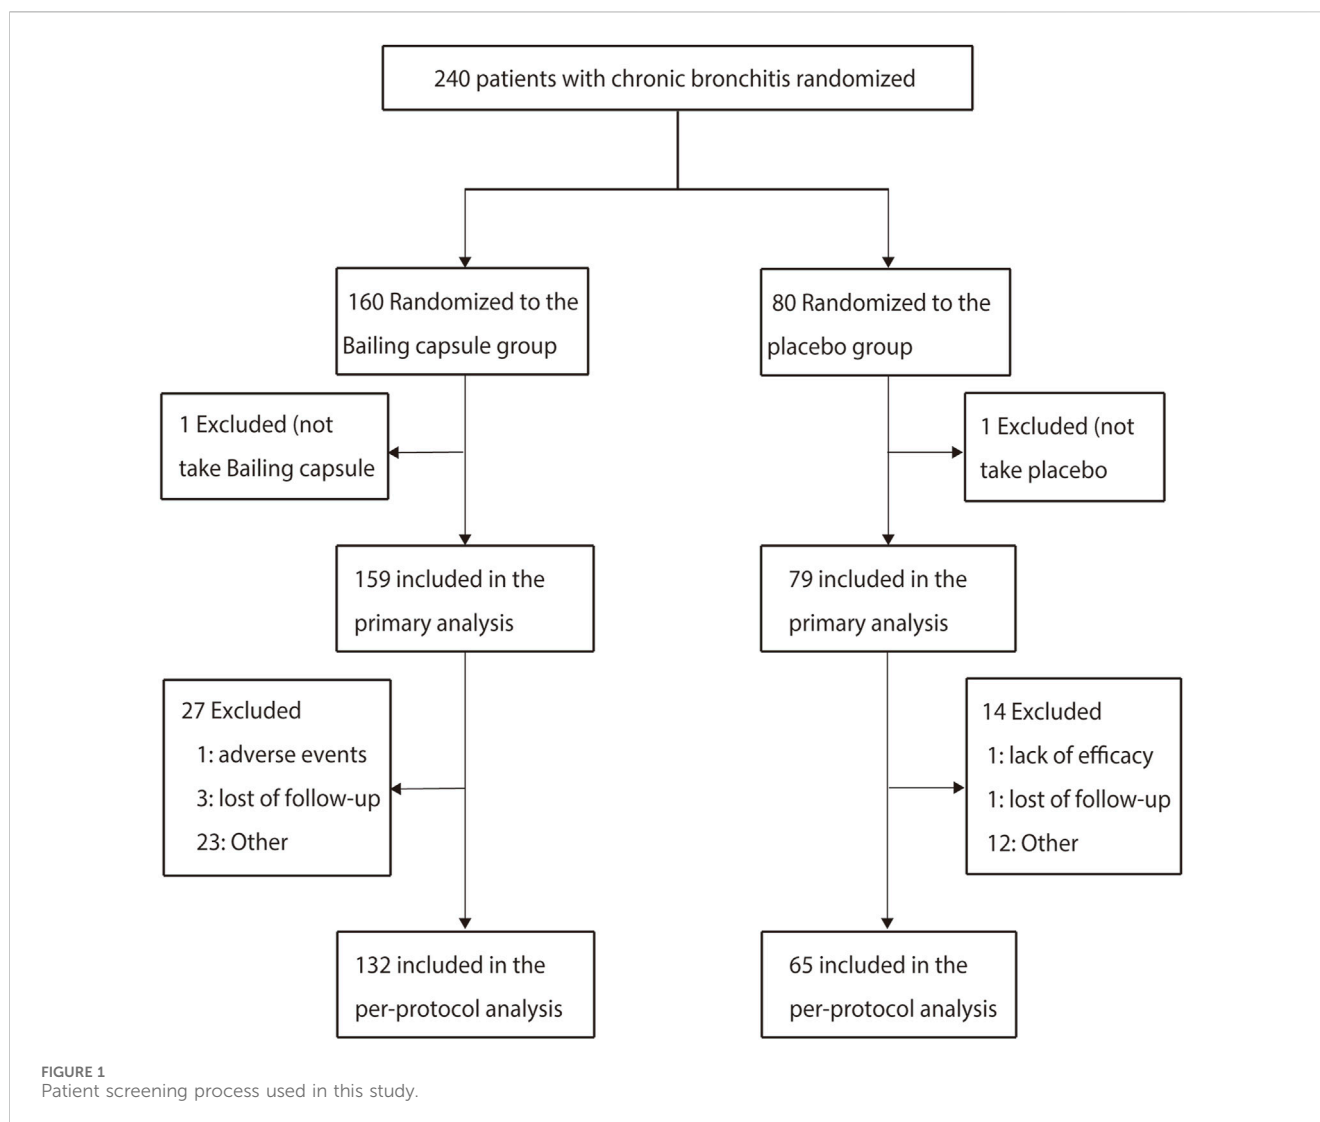 240 patients with chronic bronchitis randomized
160 Randomized to the
Bailing capsule group
80 Randomized to the
placebo group
1 Excluded (not
take Bailing capsule
1 Excluded (not
take placebo
159 included in the
primary analysis
79 included in the
primary analysis
27 Excluded
1: adverse events
3: lost of follow-up
23: Other
14 Excluded
1: lack of efficacy
1: lost of follow-up
12: Other
132 included in the
per-protocol analysis
65 included in the
per-protocol analysis
FIGURE 1
Patient screening process used in this study.